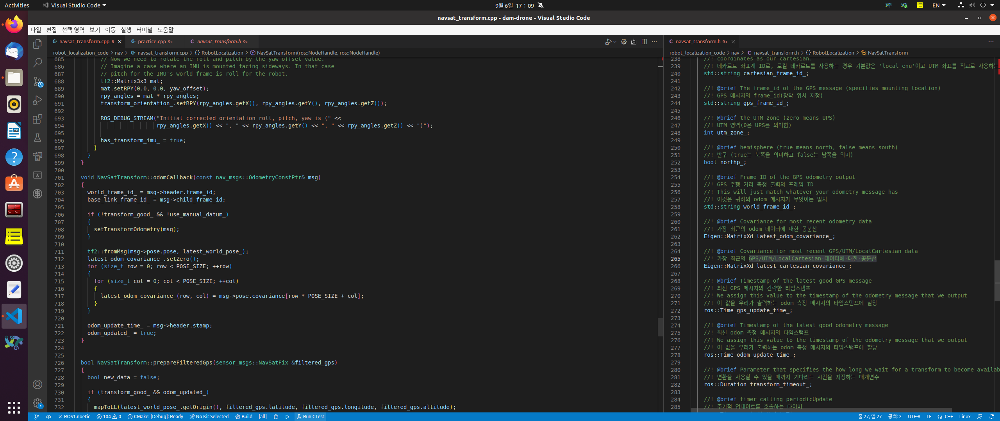 Activities
Visual Studio Code
9월 6일 17 : 09
EN
navsat_transform.cpp - dam-drone - Visual Studio Code
파일 편집 선택 영역 보기 이동 실행 터미널 도움말
navsat_transform.cpp 8
practice.cpp 9+
navsat_transform.h 9+
robot_localization_code > nav > navsat_transform.cpp > {} RobotLocalization > NavSatTransform(ros::NodeHandle, ros::NodeHandle)
685 // Now we need to rotate the roll and pitch by the yaw offset value.
686 // Imagine a case where an IMU is mounted facing sideways. In that case
687 // pitch for the IMU's world frame is roll for the robot.
688 tf2::Matrix3x3 mat;
689 mat.setRPY(0.0, 0.0, yaw_offset);
690 rpy_angles = mat * rpy_angles;
691 transform_orientation_.setRPY(rpy_angles.getX(), rpy_angles.getY(), rpy_angles.getZ());
692
693 ROS_DEBUG_STREAM("Initial corrected orientation roll, pitch, yaw is (" <<
694 rpy_angles.getX() << ", " << rpy_angles.getY() << ", " << rpy_angles.getZ() << ")");
695
696 has_transform_imu_ = true;
697 }
698 }
699 }
700
701 void NavSatTransform::odomCallback(const nav_msgs::OdometryConstPtr& msg)
702 {
703 world_frame_id_ = msg->header.frame_id;
704 base_link_frame_id_ = msg->child_frame_id;
705
706 if (!transform_good_ && !use_manual_datum_)
707 {
708 setTransformOdometry(msg);
709 }
710
711 tf2::fromMsg(msg->pose.pose, latest_world_pose_);
712 latest_odom_covariance_.setZero();
713 for (size_t row = 0; row < POSE_SIZE; ++row)
714 {
715 for (size_t col = 0; col < POSE_SIZE; ++col)
716 {
717 latest_odom_covariance_(row, col) = msg->pose.covariance[row * POSE_SIZE + col];
718 }
719 }
720
721 odom_update_time_ = msg->header.stamp;
722 odom_updated_ = true;
723 }
724
725
726 bool NavSatTransform::prepareFilteredGps(sensor_msgs::NavSatFix &filtered_gps)
727 {
728 bool new_data = false;
729
730 if (transform_good_ && odom_updated_)
731 {
732 mapToLL(latest_world_pose_.getOrigin(), filtered_gps.latitude, filtered_gps.longitude, filtered_gps.altitude);
navsat_transform.h 9+
robot_localization_code > nav > navsat_transform.h > {} RobotLocalization > NavSatTransform
238 //! coordinates as our cartesian.
239 //! 데카르트 좌표계 ID로, 로컬 데카르트를 사용하는 경우 기본값은 'local_enu'이고 UTM 좌표를 직교로 사용하는
240 std::string cartesian_frame_id_;
241
242 //! @brief The frame_id of the GPS message (specifies mounting location)
243 //! GPS 메시지의 frame_id(장착 위치 지정)
244 std::string gps_frame_id_;
245
246 //! @brief the UTM zone (zero means UPS)
247 //! UTM 영역(0은 UPS를 의미함)
248 int utm_zone_;
249
250 //! @brief hemisphere (true means north, false means south)
251 //! 반구 (true는 북쪽을 의미하고 false는 남쪽을 의미)
252 bool northp_;
253
254 //! @brief Frame ID of the GPS odometry output
255 //! GPS 주행 거리 측정 출력의 프레임 ID
256 //! This will just match whatever your odometry message has
257 //! 이것은 귀하의 odom 메시지가 무엇이든 일치
258 std::string world_frame_id_;
259
260 //! @brief Covariance for most recent odometry data
261 //! 가장 최근의 odom 데이터에 대한 공분산
262 Eigen::MatrixXd latest_odom_covariance_;
263
264 //! @brief Covariance for most recent GPS/UTM/LocalCartesian data
265 //! 가장 최근의 GPS/UTM/LocalCartesian 데이터에 대한 공분산
266 Eigen::MatrixXd latest_cartesian_covariance_;
267
268 //! @brief Timestamp of the latest good GPS message
269 //! 최신 GPS 메시지의 간략한 타임스탬프
270 //! We assign this value to the timestamp of the odometry message that we output
271 //! 이 값을 우리가 출력하는 odom 측정 메시지의 타임스탬프에 할당
272 ros::Time gps_update_time_;
273
274 //! @brief Timestamp of the latest good odometry message
275 //! 최신 odom 측정 메시지의 타임스탬프
276 //! We assign this value to the timestamp of the odometry message that we output
277 //! 이 값을 우리가 출력하는 odom 측정 메시지의 타임스탬프에 할당
278 ros::Time odom_update_time_;
279
280 //! @brief Parameter that specifies the how long we wait for a transform to become availab
281 //! 변환을 사용할 수 있을 때까지 기다리는 시간을 지정하는 매개변수
282 ros::Duration transform_timeout_;
283
284 //! @brief timer calling periodicUpdate
285 //! 주기적 업데이트를 호출하는 타이머
ROS1.noetic 104 0 CMake: [Debug]: Ready No Kit Selected Build [all] Run CTest
줄 27, 열 27 공백: 2 UTF-8 LF C++ Linux